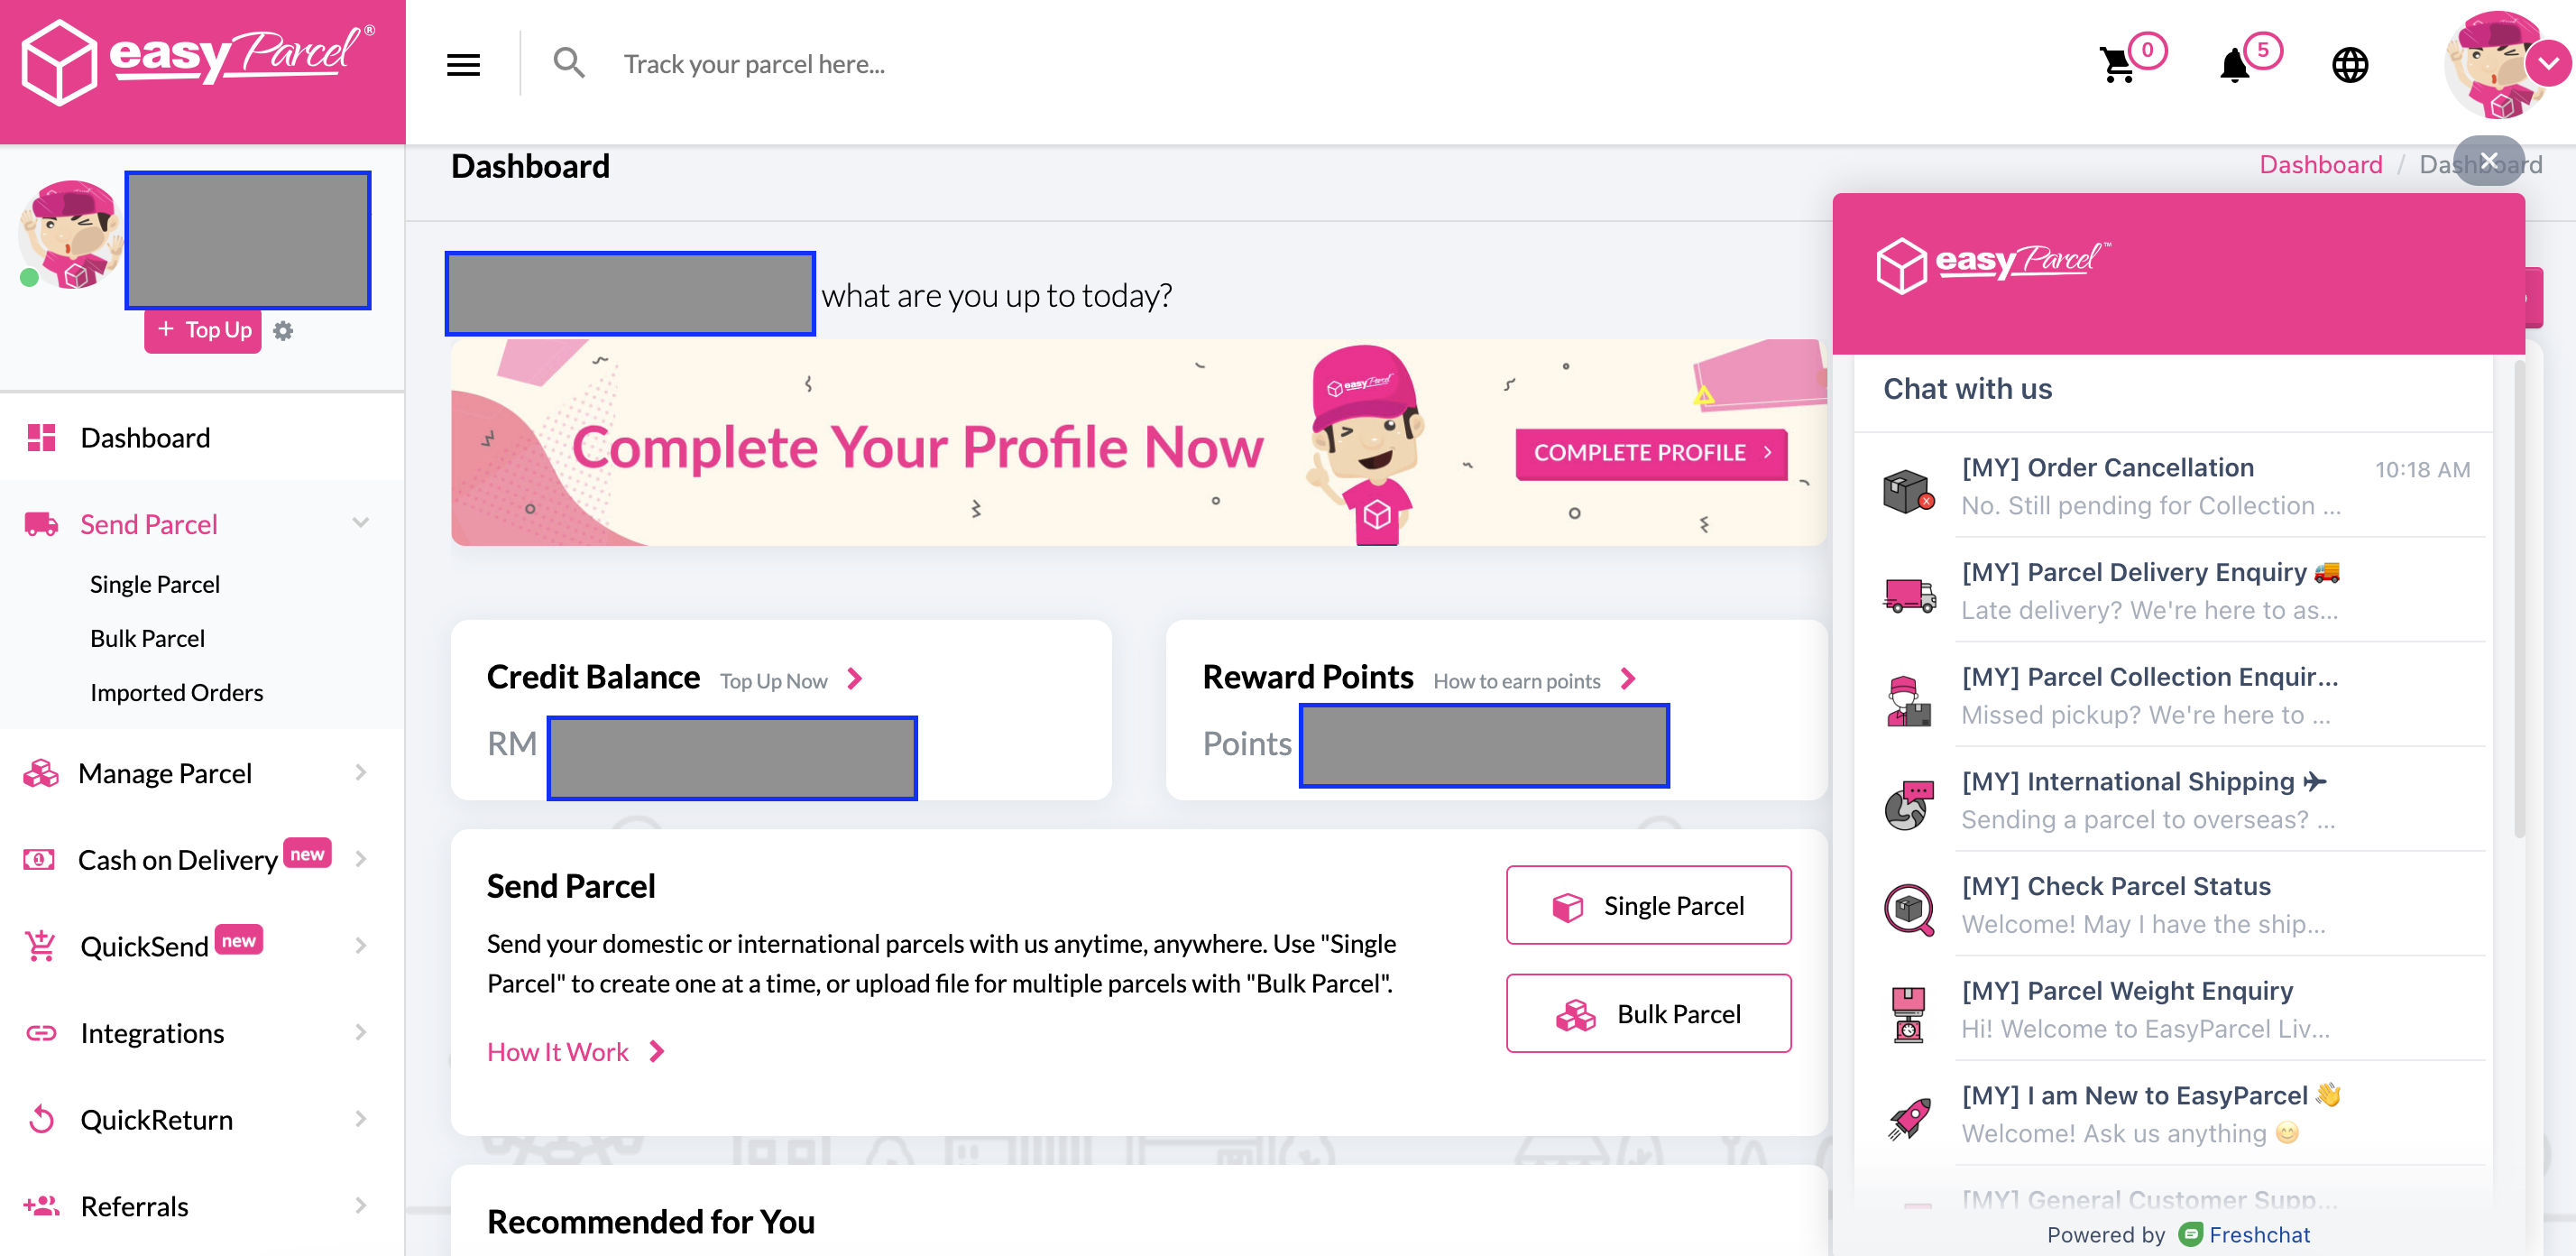 easyParcel®
Track your parcel here...
0
5
Dashboard
Dashboard / Dashboard
+ Top Up
what are you up to today?
Complete Your Profile Now
easyParcel
COMPLETE PROFILE >
Dashboard
Send Parcel
Single Parcel
Bulk Parcel
Imported Orders
Manage Parcel
Cash on Delivery new
QuickSend new
Integrations
QuickReturn
Referrals
Credit Balance Top Up Now
RM
Reward Points How to earn points
Points
Send Parcel
Send your domestic or international parcels with us anytime, anywhere. Use "Single
Parcel" to create one at a time, or upload file for multiple parcels with "Bulk Parcel".
How It Work
Single Parcel
Bulk Parcel
Recommended for You
easyParcel™
Chat with us
[MY] Order Cancellation 10:18 AM
No. Still pending for Collection ...
[MY] Parcel Delivery Enquiry 🚚
Late delivery? We're here to as...
[MY] Parcel Collection Enquir...
Missed pickup? We're here to ...
[MY] International Shipping ✈
Sending a parcel to overseas? ...
[MY] Check Parcel Status
Welcome! May I have the ship...
[MY] Parcel Weight Enquiry
Hi! Welcome to EasyParcel Liv...
[MY] I am New to EasyParcel 👋
Welcome! Ask us anything 😊
[MY] General Customer Supp...
Powered by Freshchat